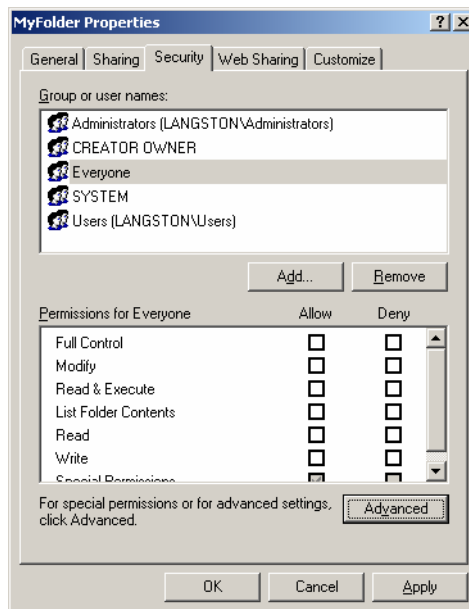 MyFolder Properties
General Sharing Security Web Sharing Customize
Group or user names:
Administrators (LANGSTON\Administrators)
CREATOR OWNER
Everyone
SYSTEM
Users (LANGSTON\Users)
Add... Remove
Permissions for Everyone Allow Deny
Full Control
Modify
Read & Execute
List Folder Contents
Read
Write
Special Permissions
For special permissions or for advanced settings, click Advanced.
Advanced
OK Cancel Apply